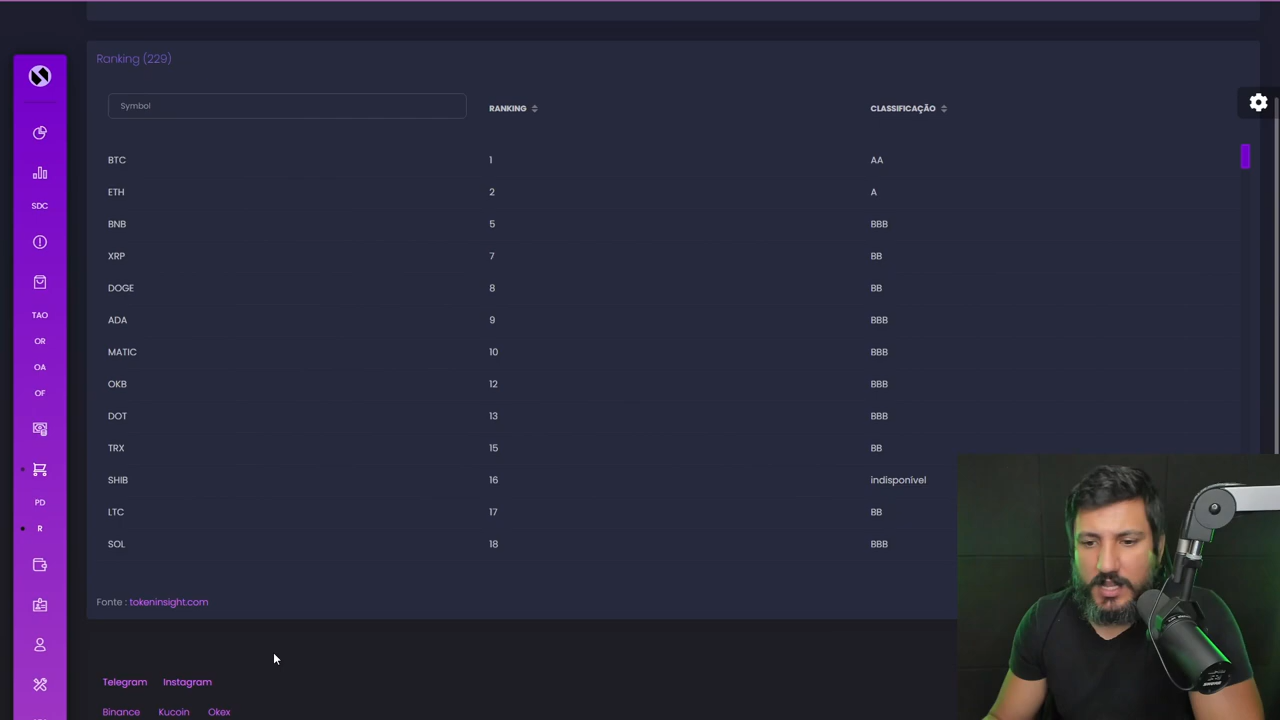 Ranking (229)
Symbol RANKING CLASSIFICAÇÃO
BTC 1 AA
ETH 2 A
SDC
BNB 5 BBB
XRP 7 BB
DOGE 8 BB
TAO
ADA 9 BBB
OR
MATIC 10 BBB
OA
OKB 12 BBB
OF
DOT 13 BBB
TRX 15 BB
SHIB 16 indisponível
PD
LTC 17 BB
R
SOL 18 BBB
Fonte : tokeninsight.com
Telegram Instagram
Binance Kucoin Okex